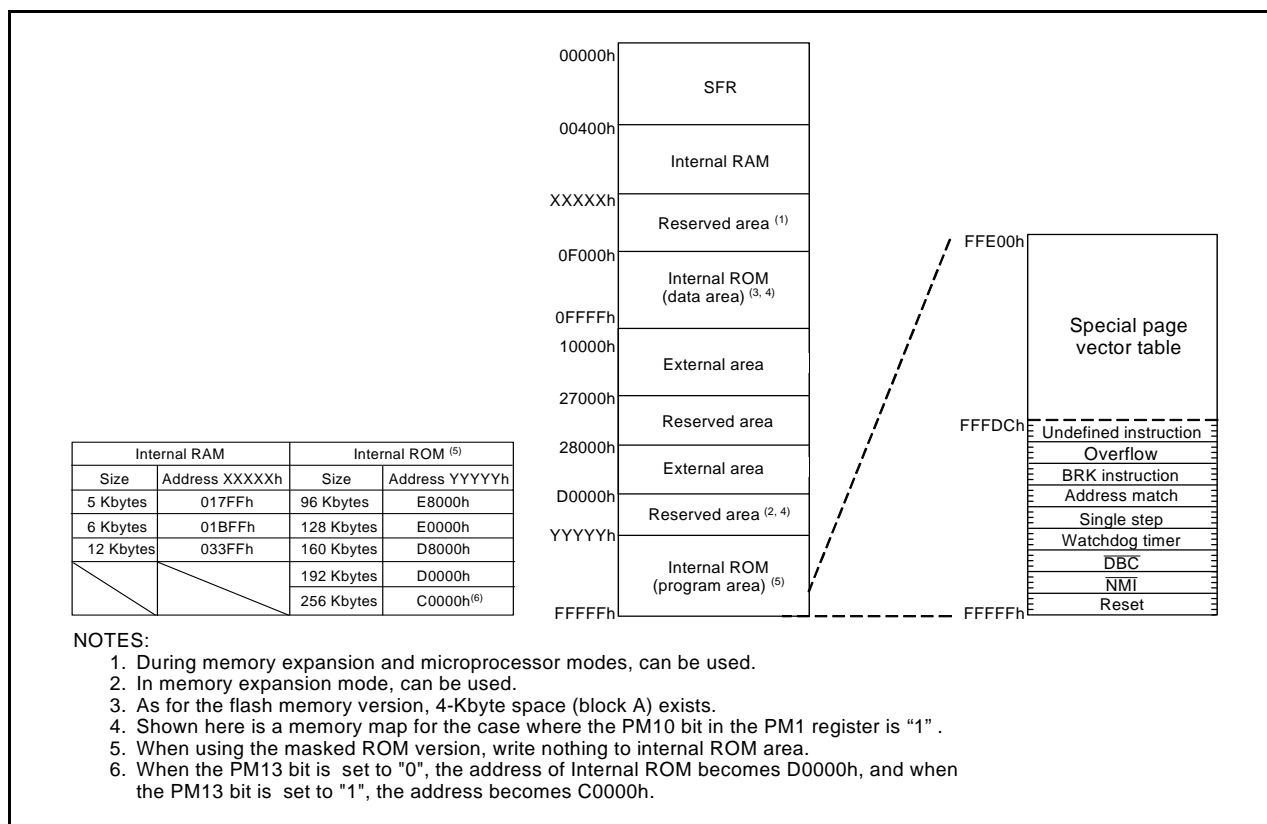 00000h
SFR
00400h
Internal RAM
XXXXXh
Reserved area (1)
0F000h
Internal ROM
(data area) (3, 4)
0FFFFh
10000h
External area
27000h
Reserved area
28000h
External area
D0000h
Reserved area (2, 4)
YYYYYh
Internal ROM
(program area) (5)
FFFFFh
FFE00h
Special page
vector table
FFFDCh
Undefined instruction
Overflow
BRK instruction
Address match
Single step
Watchdog timer
DBC
NMI
Reset
FFFFFh
Internal RAM Internal ROM (5)
Size Address XXXXXh Size Address YYYYYh
5 Kbytes 017FFh 96 Kbytes E8000h
6 Kbytes 01BFFh 128 Kbytes E0000h
12 Kbytes 033FFh 160 Kbytes D8000h
192 Kbytes D0000h
256 Kbytes C0000h(6)
NOTES:
1. During memory expansion and microprocessor modes, can be used.
2. In memory expansion mode, can be used.
3. As for the flash memory version, 4-Kbyte space (block A) exists.
4. Shown here is a memory map for the case where the PM10 bit in the PM1 register is “1” .
5. When using the masked ROM version, write nothing to internal ROM area.
6. When the PM13 bit is set to "0", the address of Internal ROM becomes D0000h, and when
the PM13 bit is set to "1", the address becomes C0000h.